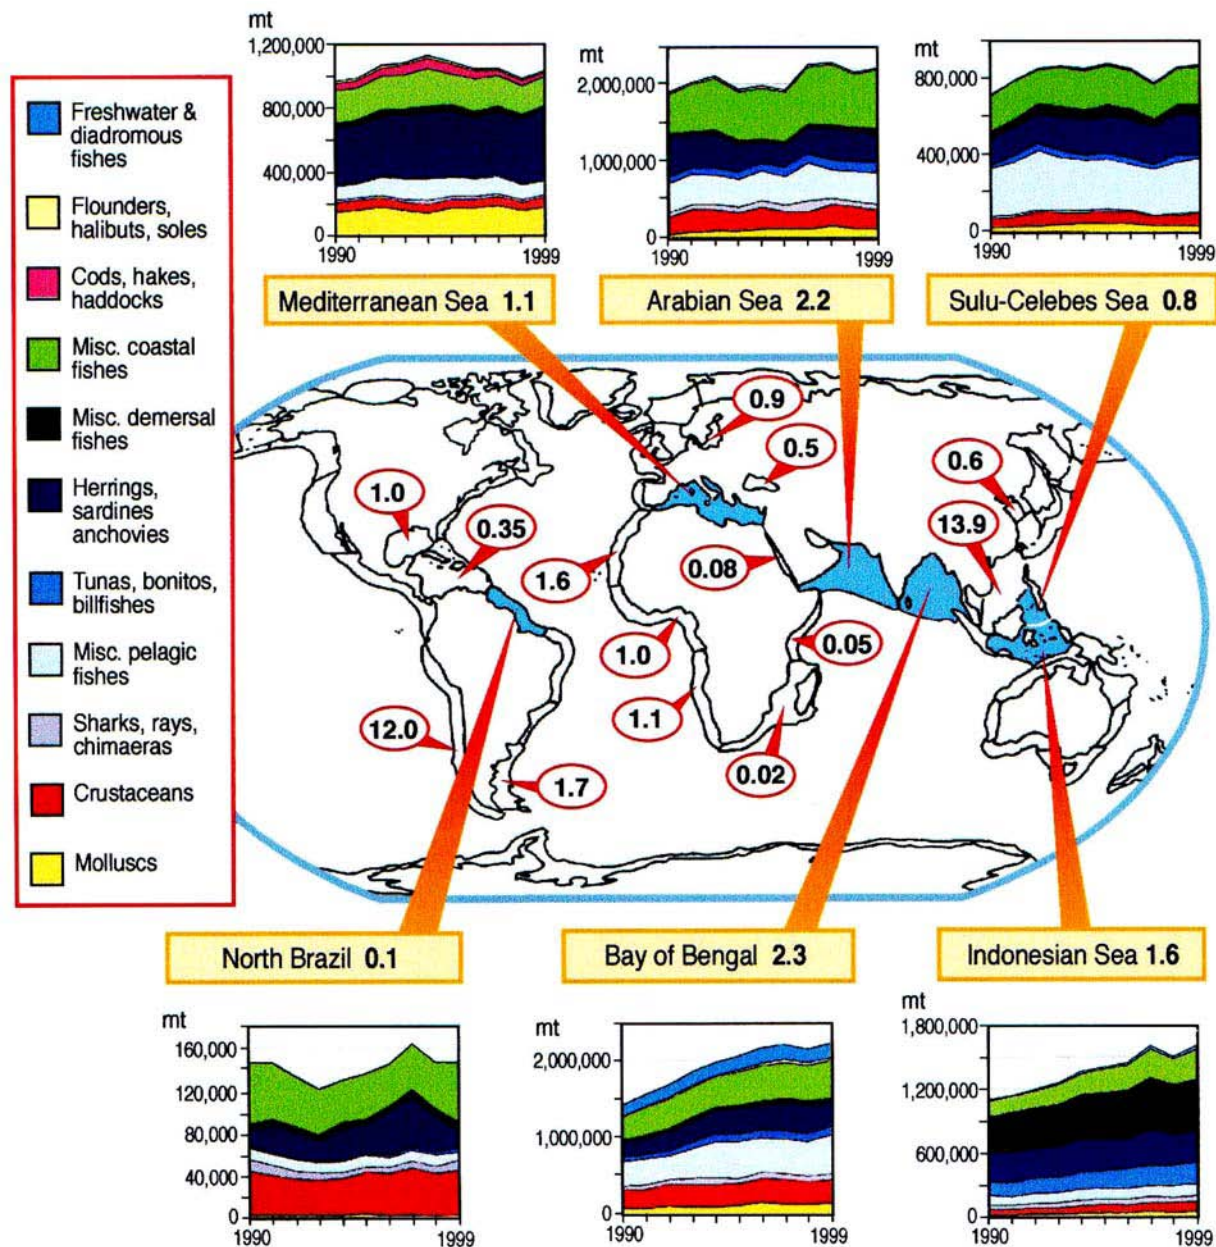 mt
1,200,000
800,000
400,000
0
1990
1999
mt
2,000,000
1,000,000
0
1990
1999
mt
800,000
400,000
0
1990
1999
Freshwater &
diadromous
fishes
Flounders,
halibuts, soles
Cods, hakes,
haddocks
Misc. coastal
fishes
Misc. demersal
fishes
Herrings,
sardines
anchovies
Tunas, bonitos,
billfishes
Misc. pelagic
fishes
Sharks, rays,
chimaeras
Crustaceans
Molluscs
Mediterranean Sea 1.1
Arabian Sea 2.2
Sulu-Celebes Sea 0.8
0.9
0.5
0.6
1.0
0.35
13.9
1.6
0.08
1.0
0.05
1.1
12.0
0.02
1.7
North Brazil 0.1
Bay of Bengal 2.3
Indonesian Sea 1.6
mt
160,000
120,000
80,000
40,000
0
1990
1999
mt
2,000,000
1,000,000
0
1990
1999
mt
1,800,000
1,200,000
600,000
0
1990
1999